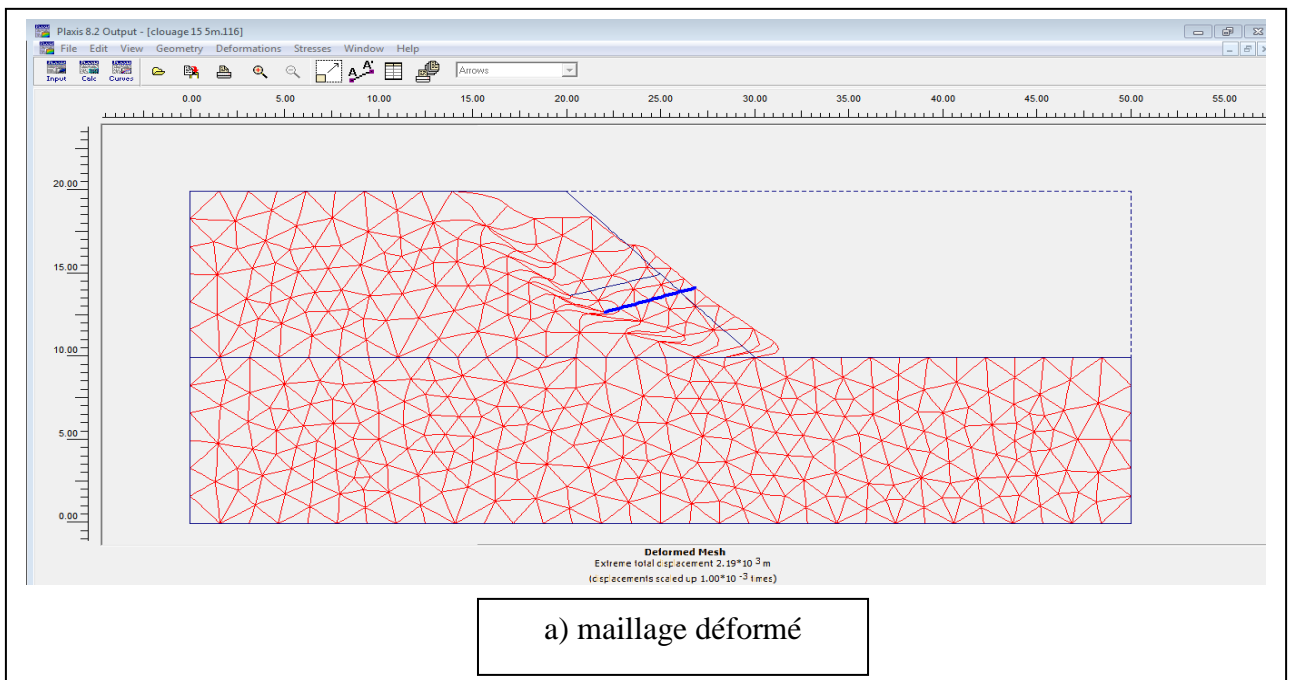 Plaxis 8.2 Output - [clouage 15 5m.116]
File Edit View Geometry Deformations Stresses Window Help
Input Calc Curves Arrows
0.00 5.00 10.00 15.00 20.00 25.00 30.00 35.00 40.00 45.00 50.00 55.00
20.00
15.00
10.00
5.00
0.00
Deformed Mesh
Extreme total displacement 2.19*10 3 m
(displacements scaled up 1.00*10 -3 times)
a) maillage déformé